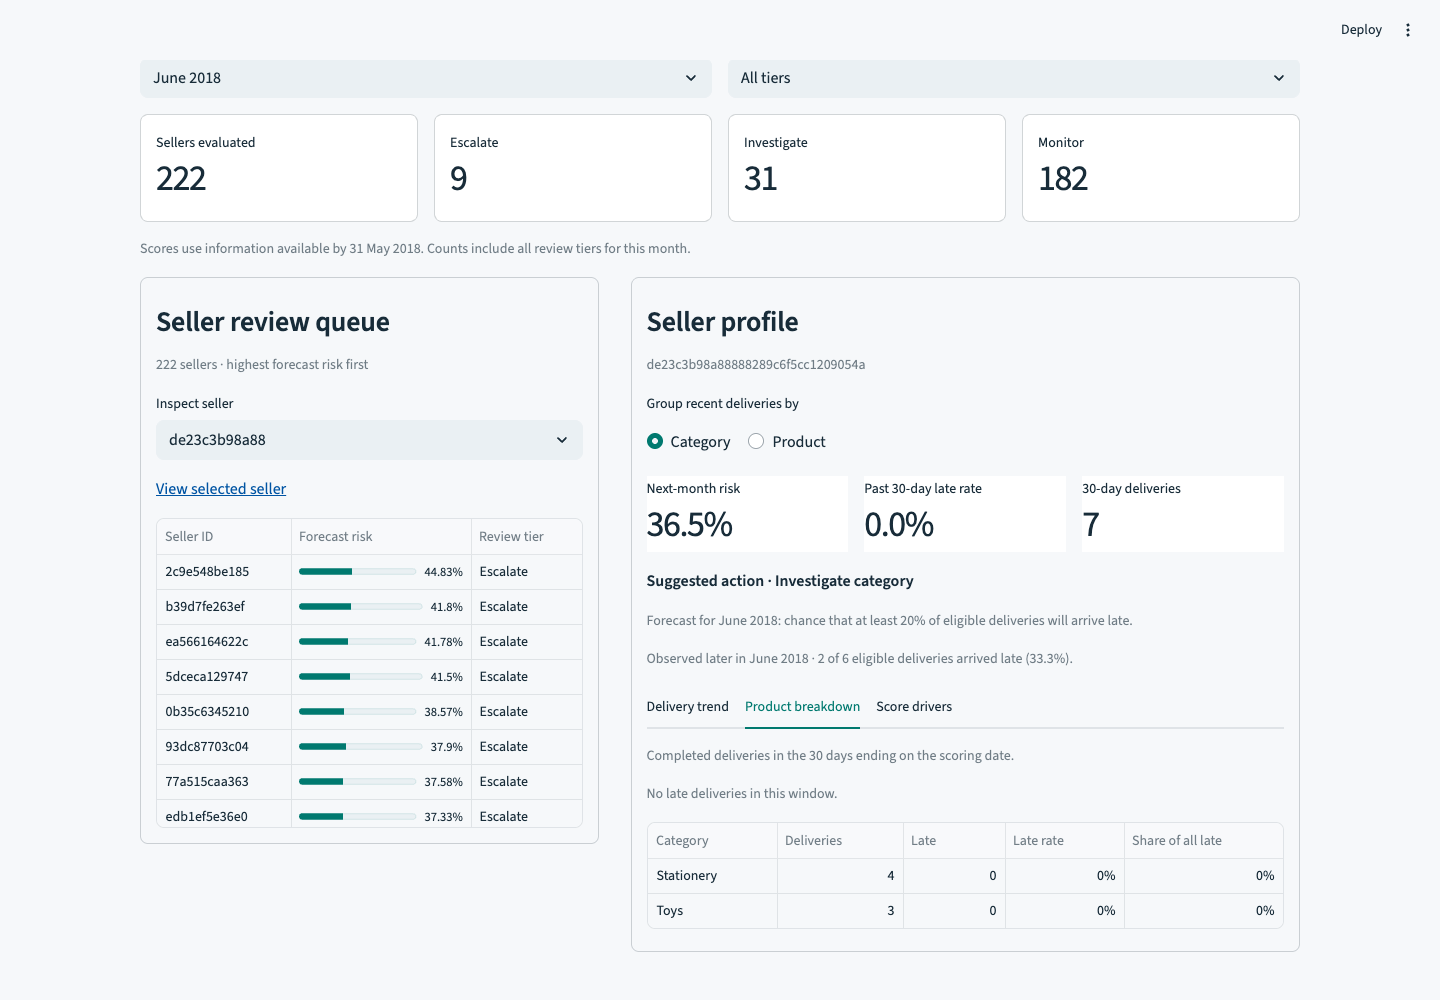 Deploy
June 2018
All tiers
Sellers evaluated
222
Escalate
9
Investigate
31
Monitor
182
Scores use information available by 31 May 2018. Counts include all review tiers for this month.
Seller review queue
222 sellers · highest forecast risk first
Inspect seller
de23c3b98a88
View selected seller
Seller ID Forecast risk Review tier
2c9e548be185 44.83% Escalate
b39d7fe263ef 41.8% Escalate
ea566164622c 41.78% Escalate
5dceca129747 41.5% Escalate
0b35c6345210 38.57% Escalate
93dc87703c04 37.9% Escalate
77a515caa363 37.58% Escalate
edb1ef5e36e0 37.33% Escalate
Seller profile
de23c3b98a88888289c6f5cc1209054a
Group recent deliveries by
Category Product
Next-month risk
36.5%
Past 30-day late rate
0.0%
30-day deliveries
7
Suggested action · Investigate category
Forecast for June 2018: chance that at least 20% of eligible deliveries will arrive late.
Observed later in June 2018 · 2 of 6 eligible deliveries arrived late (33.3%).
Delivery trend Product breakdown Score drivers
Completed deliveries in the 30 days ending on the scoring date.
No late deliveries in this window.
Category Deliveries Late Late rate Share of all late
Stationery 4 0 0% 0%
Toys 3 0 0% 0%